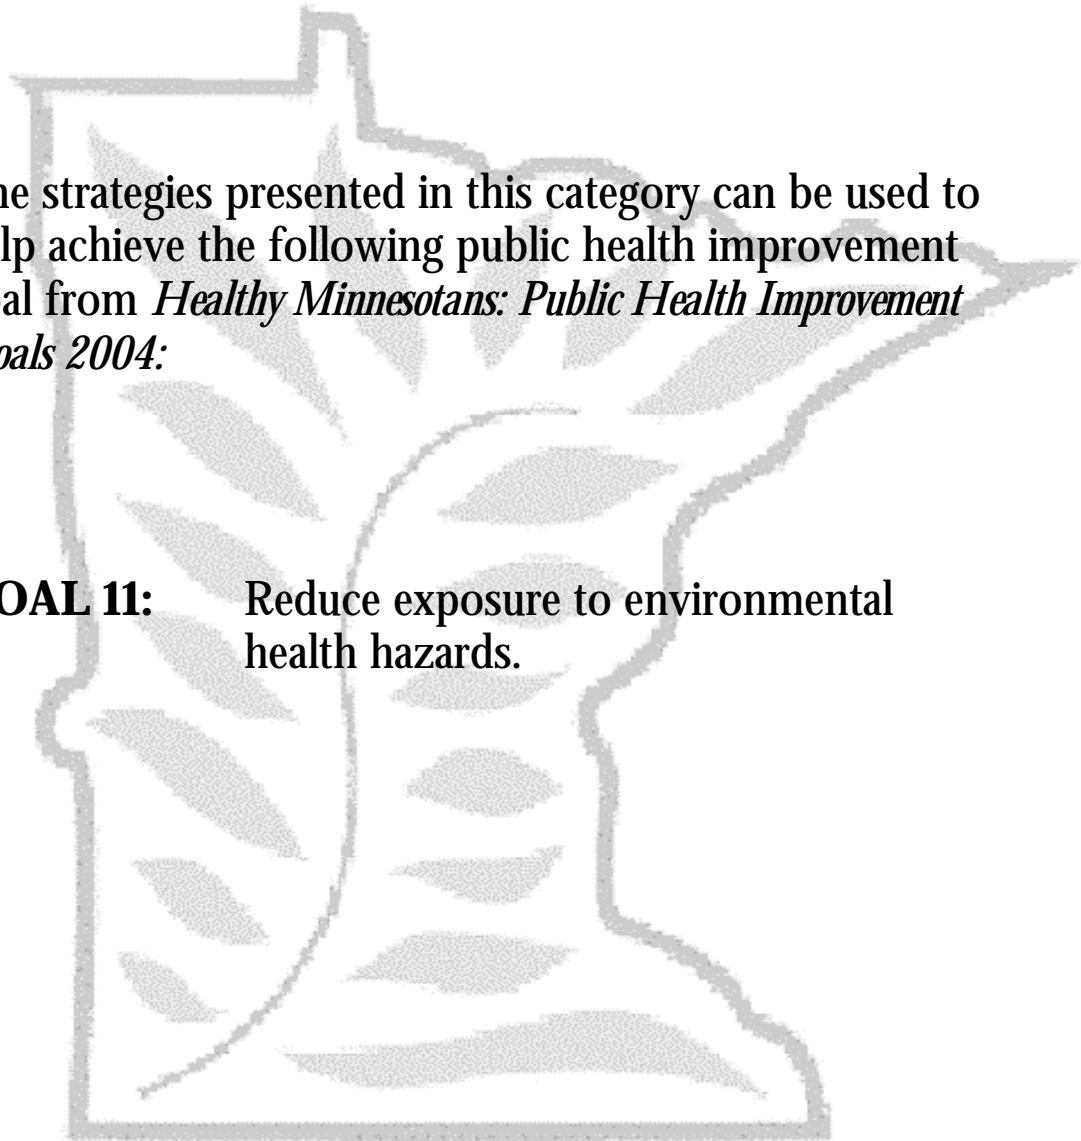 he strategies presented in this category can be used to
lp achieve the following public health improvement
al from Healthy Minnesotans: Public Health Improvement
oals 2004:
OAL 11: Reduce exposure to environmental
health hazards.